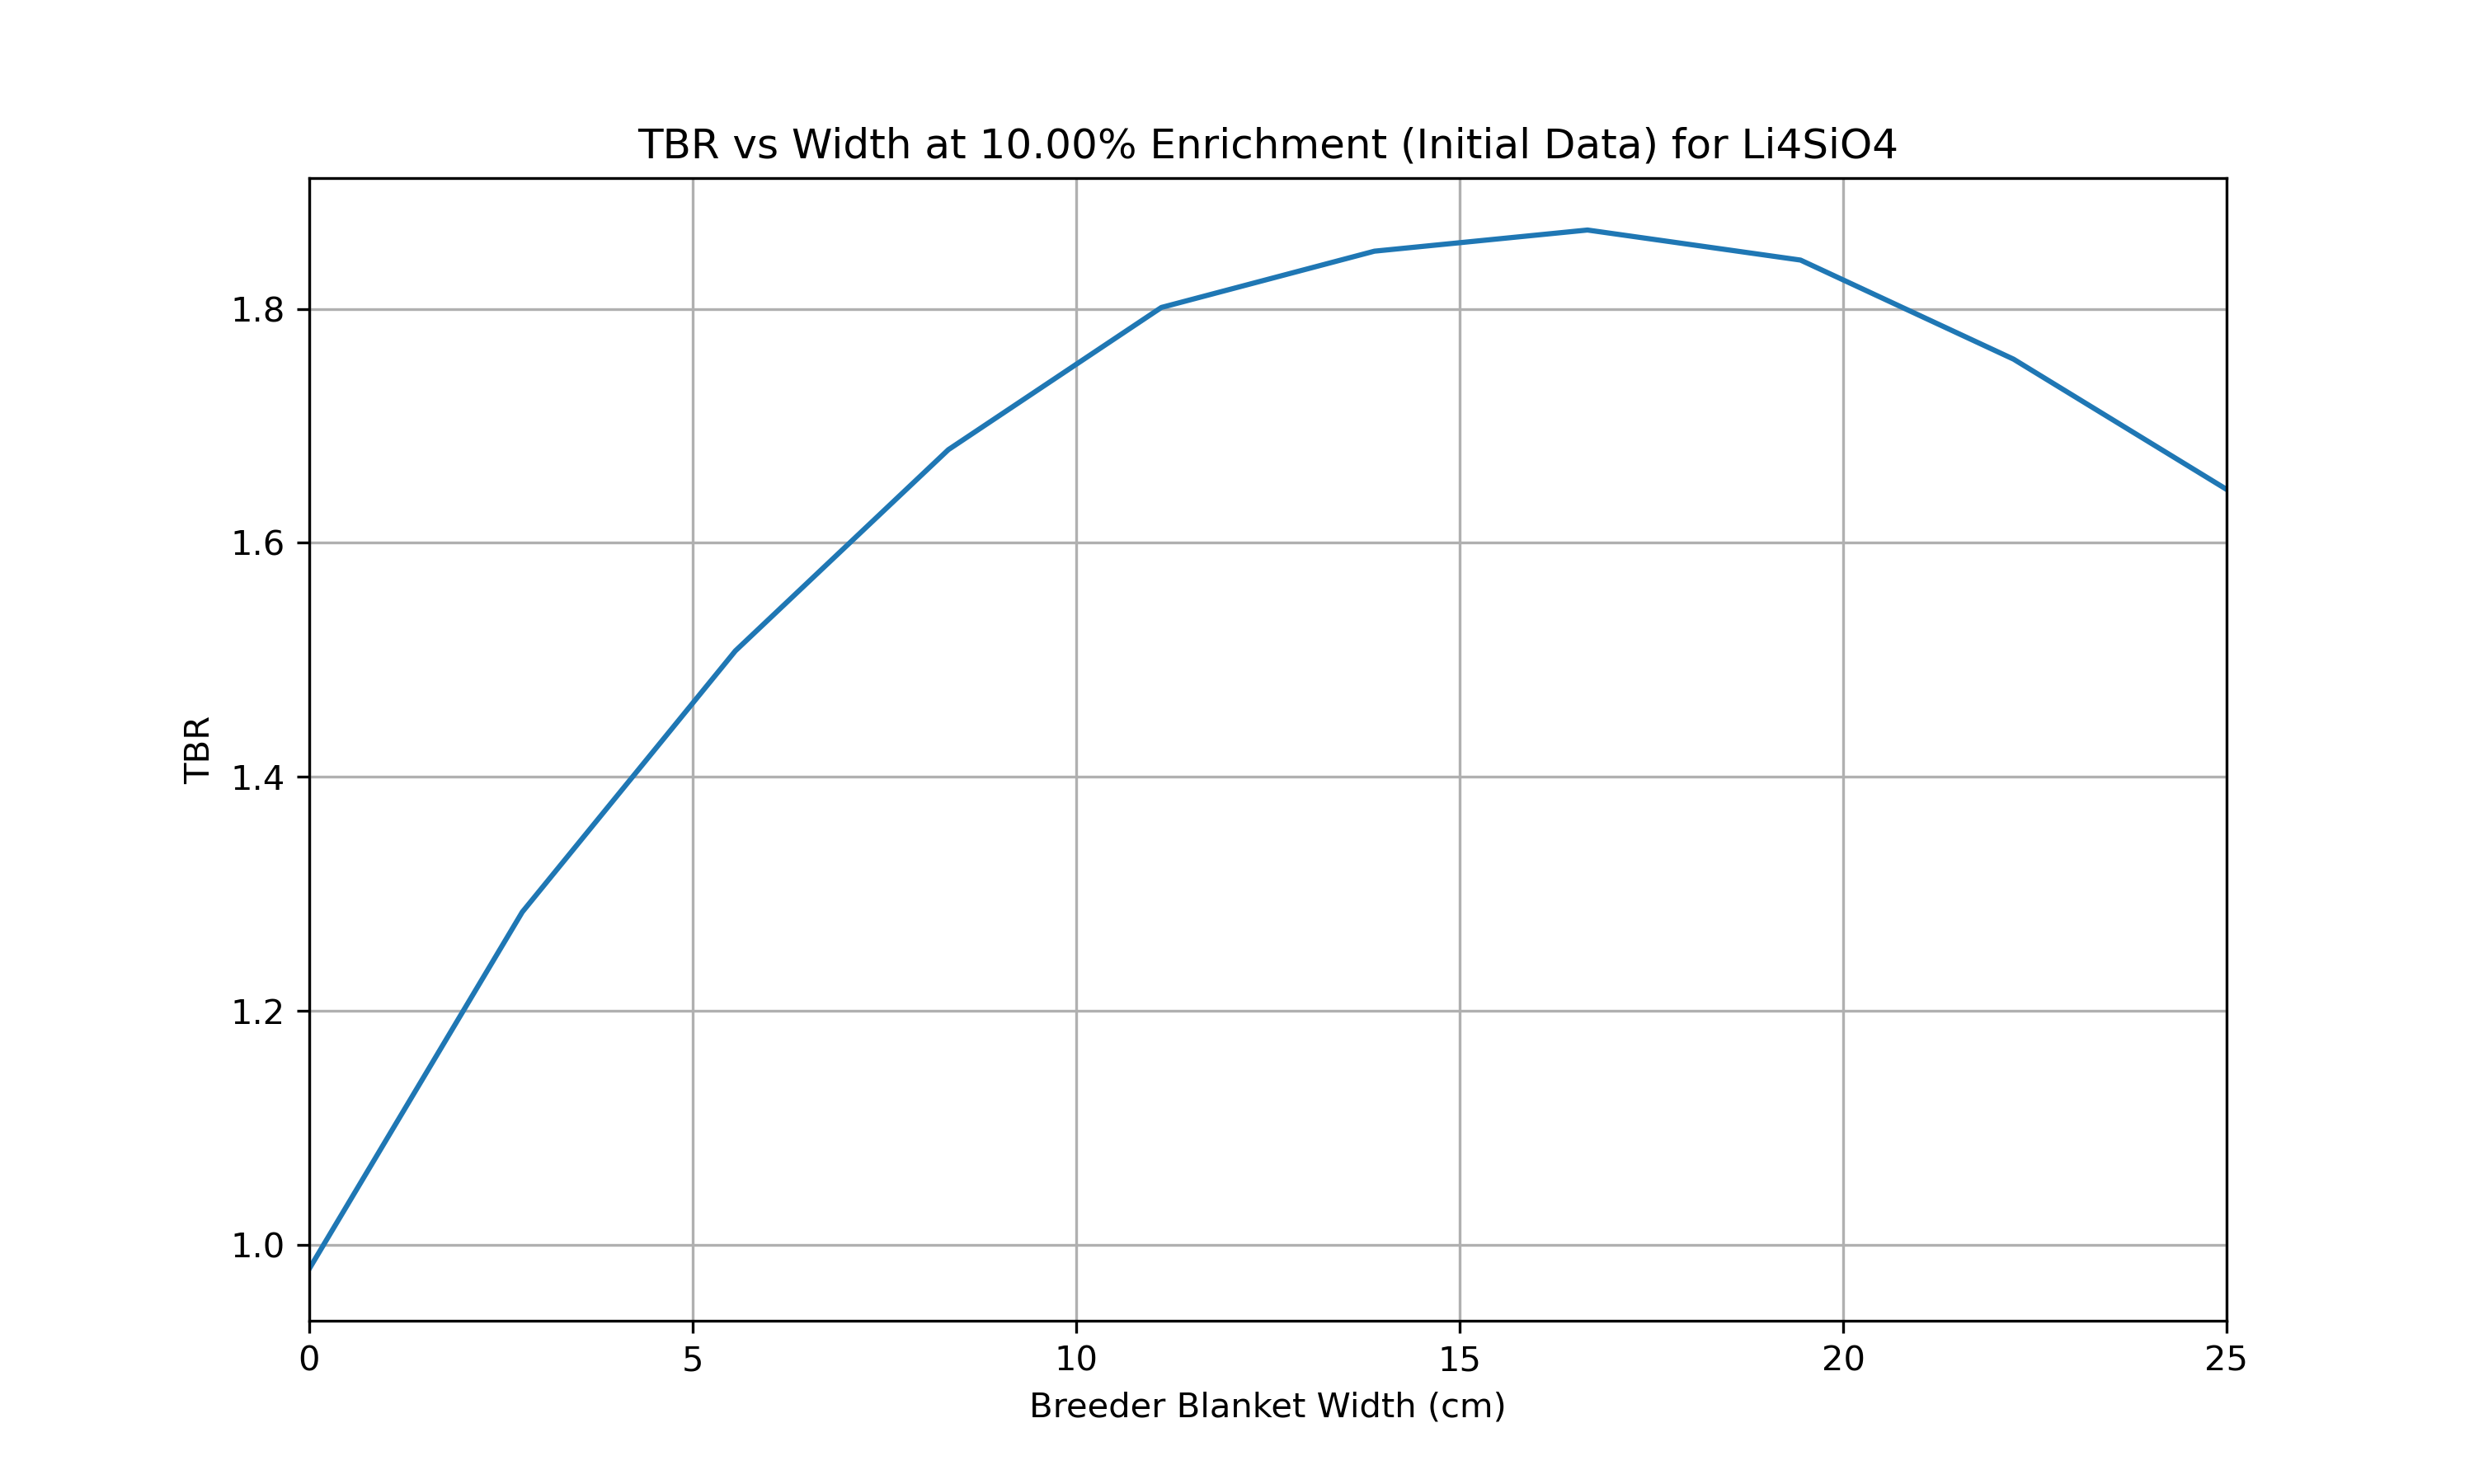 TBR vs Width at 10.00% Enrichment (Initial Data) for Li4SiO4
TBR
1.8
1.6
1.4
1.2
1.0
0 5 10 15 20 25
Breeder Blanket Width (cm)